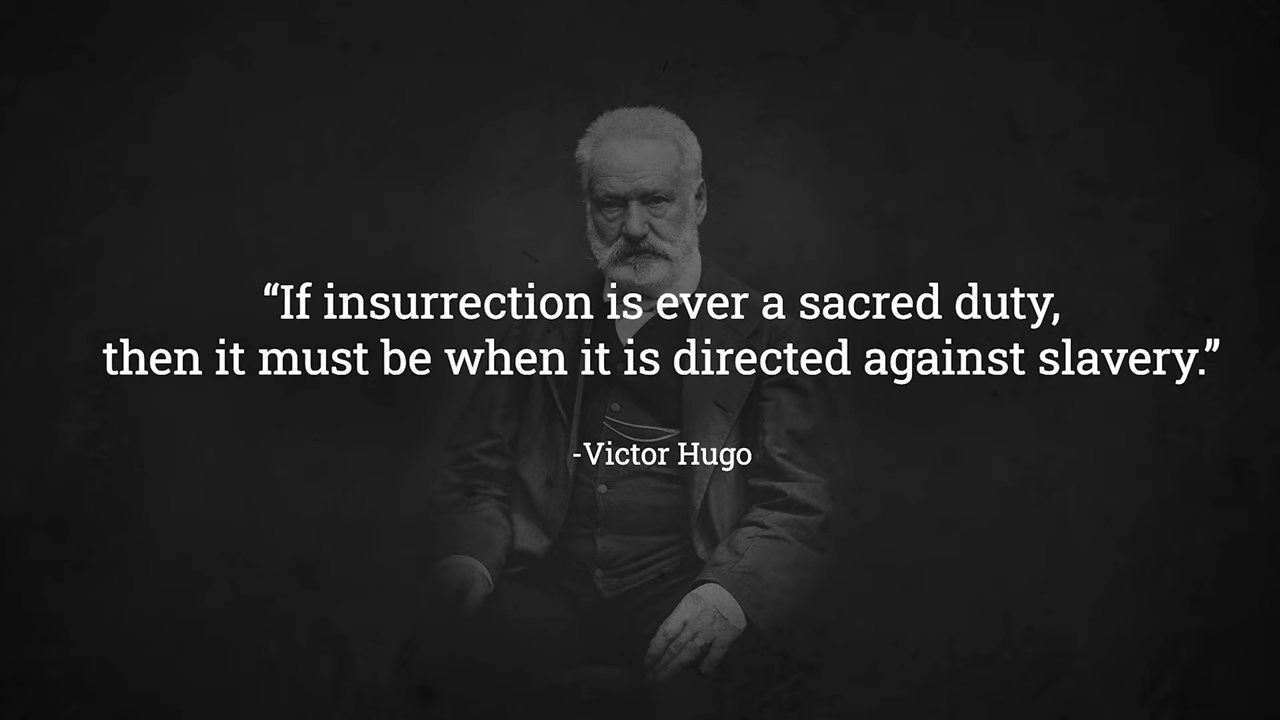 “If insurrection is ever a sacred duty,
then it must be when it is directed against slavery.”
-Victor Hugo